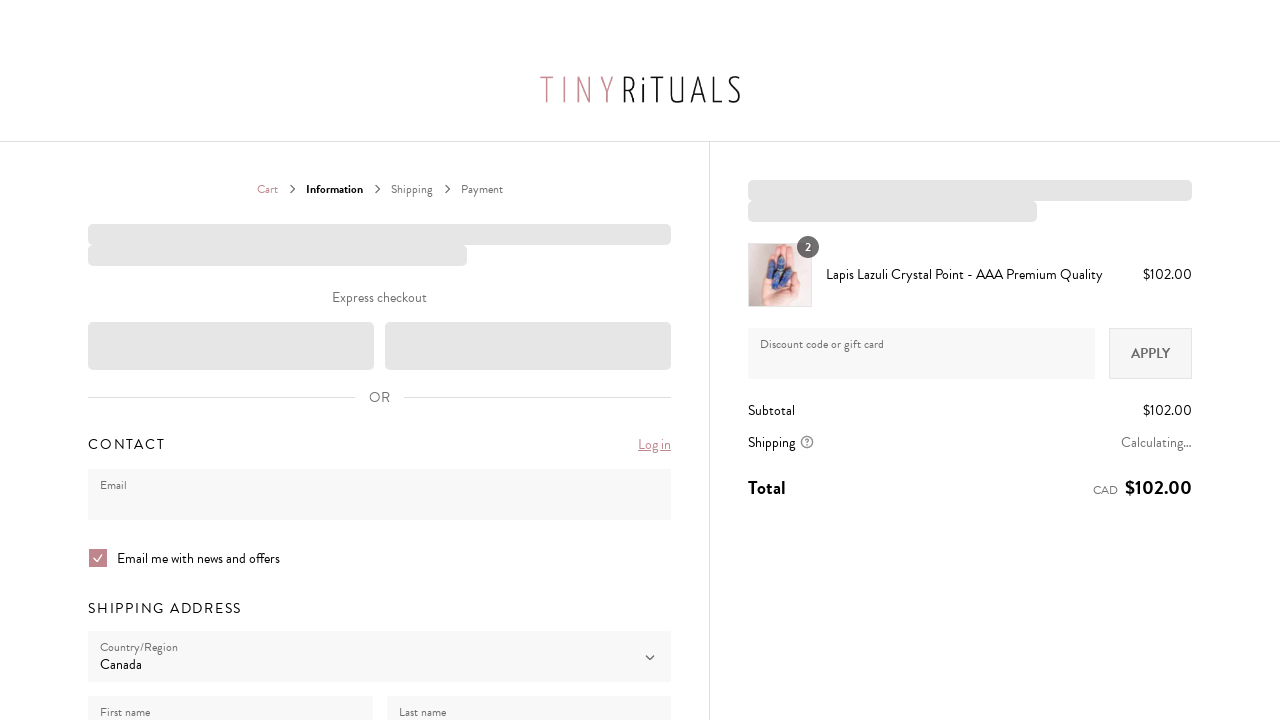 TINY RiTUALS
Cart
Information
Shipping
Payment
Express checkout
OR
CONTACT
Log in
Email
Email me with news and offers
SHIPPING ADDRESS
Country/Region
Canada
First name
Last name
2
Lapis Lazuli Crystal Point - AAA Premium Quality
$102.00
Discount code or gift card
APPLY
Subtotal
$102.00
Shipping
Calculating...
Total
CAD $102.00